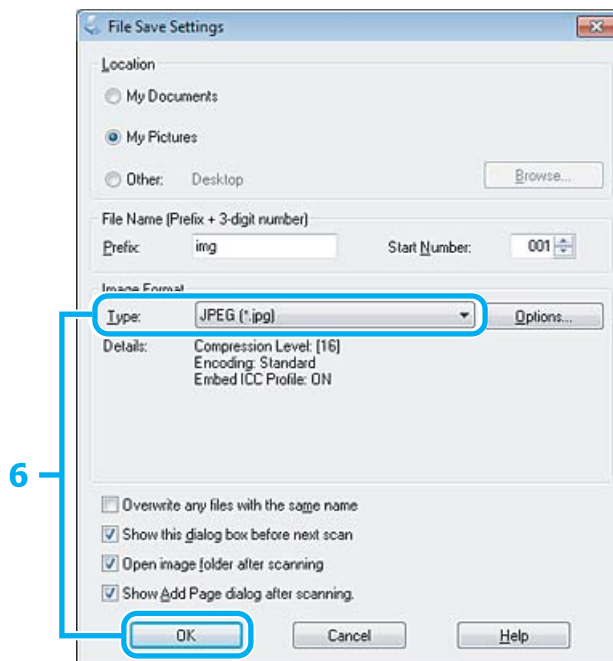 File Save Settings
Location
My Documents
My Pictures
Other: Desktop Browse...
File Name (Prefix + 3-digit number)
Prefix: img Start Number: 001
Image Format
Type: JPEG (*.jpg) Options...
Details: Compression Level: [16]
Encoding: Standard
Embed ICC Profile: ON
6
Overwrite any files with the same name
Show this dialog box before next scan
Open image folder after scanning
Show Add Page dialog after scanning.
OK Cancel Help